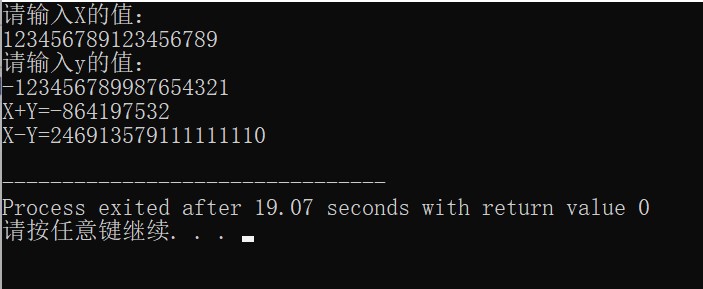 请输入X的值：
123456789123456789
请输入y的值：
-123456789987654321
X+Y=-864197532
X-Y=246913579111111110
--------------------------------
Process exited after 19.07 seconds with return value 0
请按任意键继续. . .